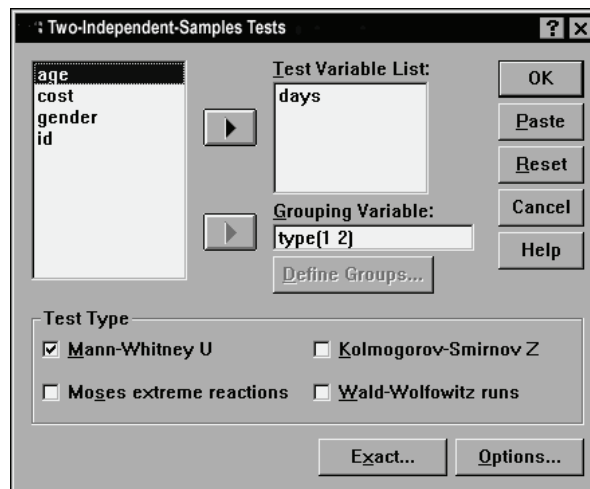 Two-Independent-Samples Tests
age
cost
gender
id
Test Variable List:
days
Grouping Variable:
type(1 2)
Define Groups...
OK
Paste
Reset
Cancel
Help
Test Type
Mann-Whitney U
Kolmogorov-Smirnov Z
Moses extreme reactions
Wald-Wolfowitz runs
Exact...
Options...